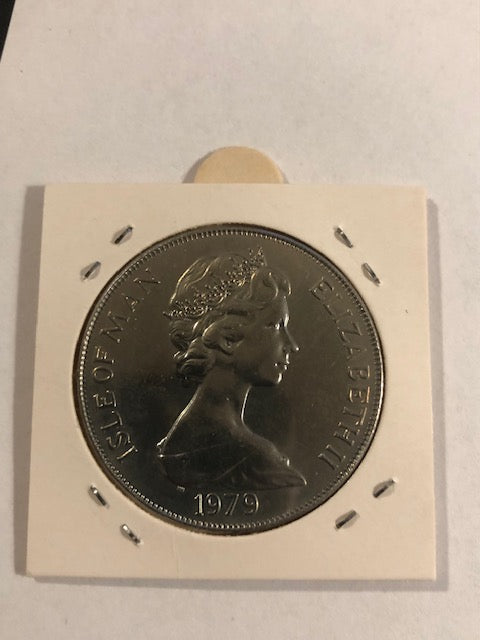 ISLE OF MAN
ELIZABETH II
1979